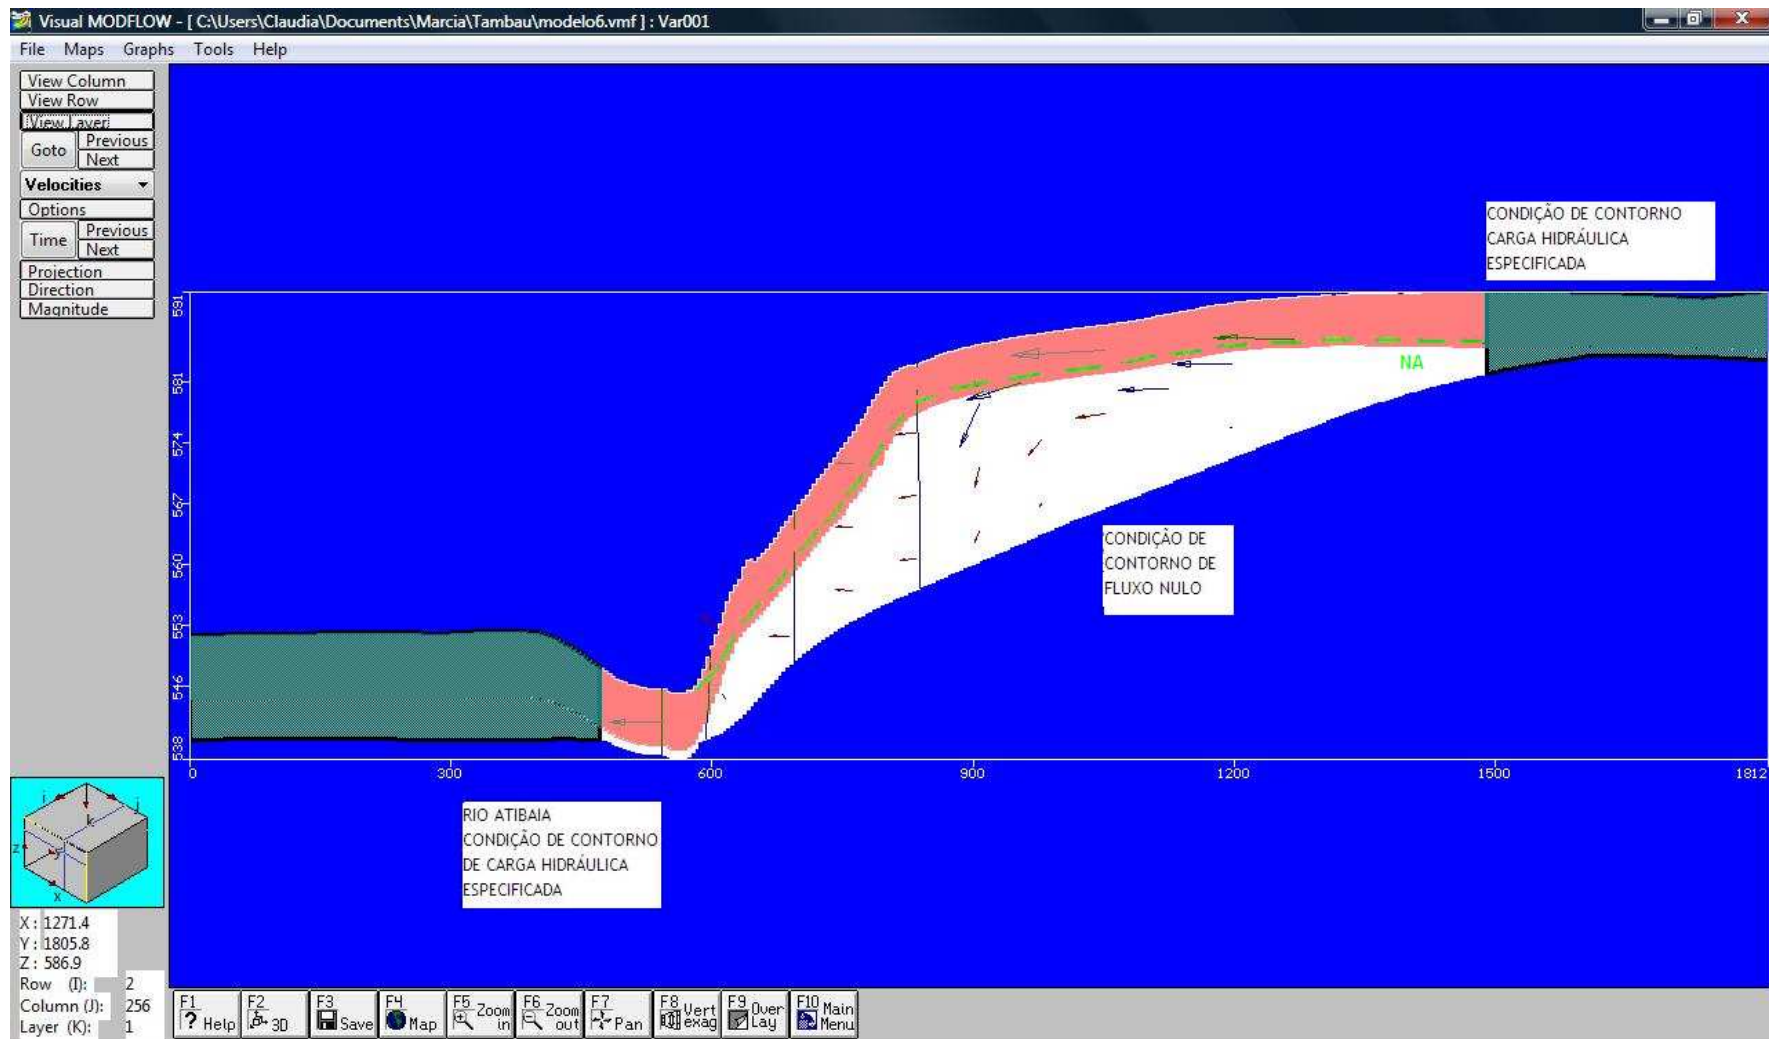 Visual MODFLOW - [ C:\Users\Claudia\Documents\Marcia\Tambau\modelo6.vmf ] : Var001
File Maps Graphs Tools Help
View Column
View Row
View Layer
Goto
Previous
Next
Velocities
Options
Time
Previous
Next
Projection
Direction
Magnitude
CONDIÇÃO DE CONTORNO
CARGA HIDRÁULICA
ESPECIFICADA
591
581
574
567
560
553
546
538
NA
CONDIÇÃO DE
CONTORNO DE
FLUXO NULO
0 300 600 900 1200 1500 1812
RIO ATIBAIA
CONDIÇÃO DE CONTORNO
DE CARGA HIDRÁULICA
ESPECIFICADA
i
j
k
z
y
x
X : 1271.4
Y : 1805.8
Z : 586.9
Row (I): 2
Column (J): 256
Layer (K): 1
F1 ? Help
F2 3D
F3 Save
F4 Map
F5 Zoom in
F6 Zoom out
F7 Pan
F8 Vert exag
F9 Over Lay
F10 Main Menu